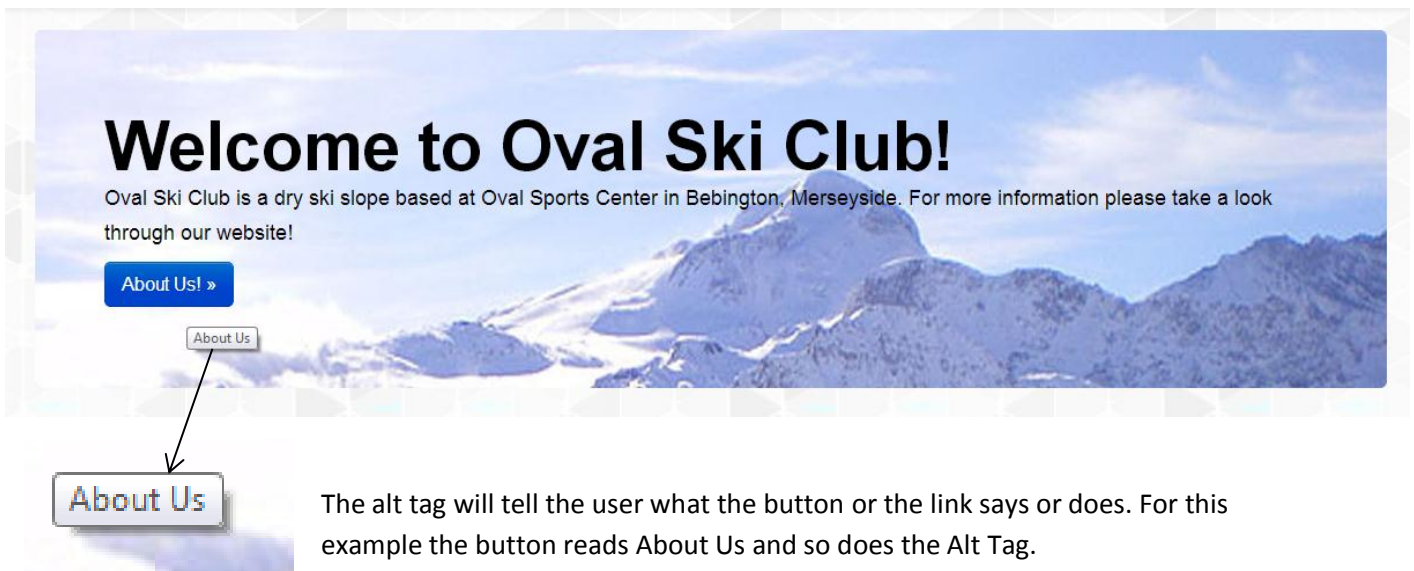 Welcome to Oval Ski Club!
Oval Ski Club is a dry ski slope based at Oval Sports Center in Bebington, Merseyside. For more information please take a look
through our website!
About Us! »
About Us
About Us
The alt tag will tell the user what the button or the link says or does. For this
example the button reads About Us and so does the Alt Tag.